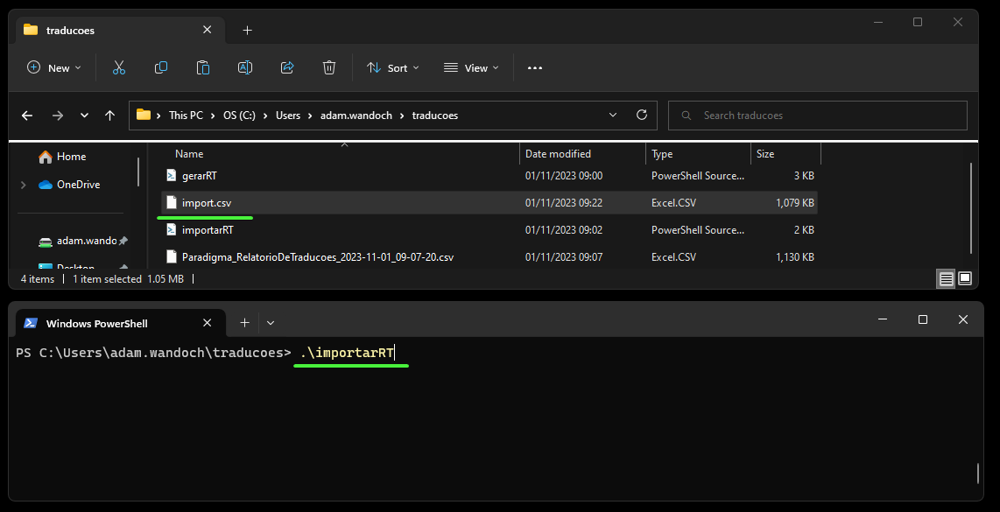 traducoes
New
Sort
View
This PC > OS (C:) > Users > adam.wandoch > traducoes
Search traducoes
Home
OneDrive
adam.wando
Desktop
Name Date modified Type Size
gerarRT 01/11/2023 09:00 PowerShell Source... 3 KB
import.csv 01/11/2023 09:22 Excel.CSV 1,079 KB
importarRT 01/11/2023 09:02 PowerShell Source... 2 KB
Paradigma_RelatorioDeTraducoes_2023-11-01_09-07-20.csv 01/11/2023 09:07 Excel.CSV 1,130 KB
4 items | 1 item selected 1.05 MB |
Windows PowerShell
PS C:\Users\adam.wandoch\traducoes> .\importarRT